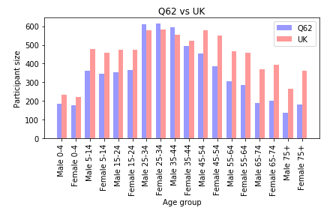 Q62 vs UK
Q62
UK
600
500
400
300
200
100
0
Participant size
Male 0-4
Female 0-4
Male 5-14
Female 5-14
Male 15-24
Female 15-24
Male 25-34
Female 25-34
Male 35-44
Female 35-44
Male 45-54
Female 45-54
Male 55-64
Female 55-64
Male 65-74
Female 65-74
Male 75+
Female 75+
Age group